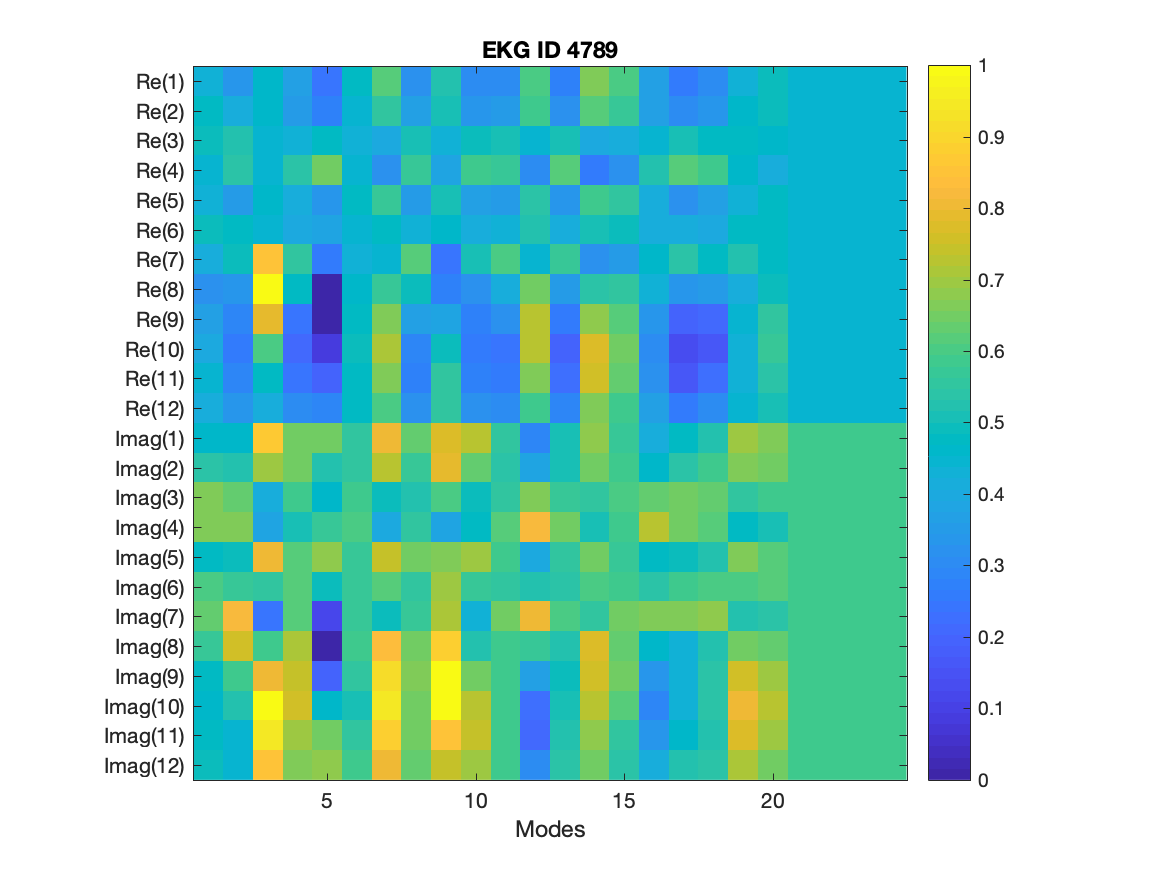 EKG ID 4789
Re(1)
Re(2)
Re(3)
Re(4)
Re(5)
Re(6)
Re(7)
Re(8)
Re(9)
Re(10)
Re(11)
Re(12)
Imag(1)
Imag(2)
Imag(3)
Imag(4)
Imag(5)
Imag(6)
Imag(7)
Imag(8)
Imag(9)
Imag(10)
Imag(11)
Imag(12)
5 10 15 20
Modes
1
0.9
0.8
0.7
0.6
0.5
0.4
0.3
0.2
0.1
0